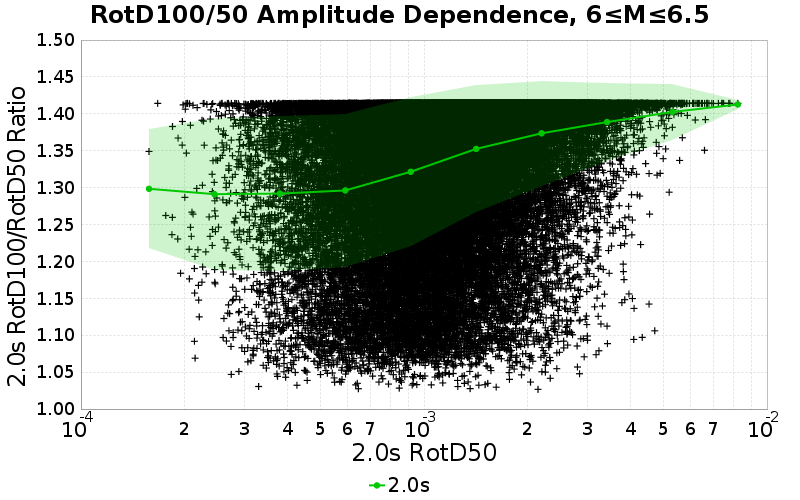 RotD100/50 Amplitude Dependence, 6≤M≤6.5
2.0s RotD100/RotD50 Ratio
1.50
1.45
1.40
1.35
1.30
1.25
1.20
1.15
1.10
1.05
1.00
10-4 2 3 4 5 6 7 10-3 2 3 4 5 6 7 10-2
2.0s RotD50
2.0s